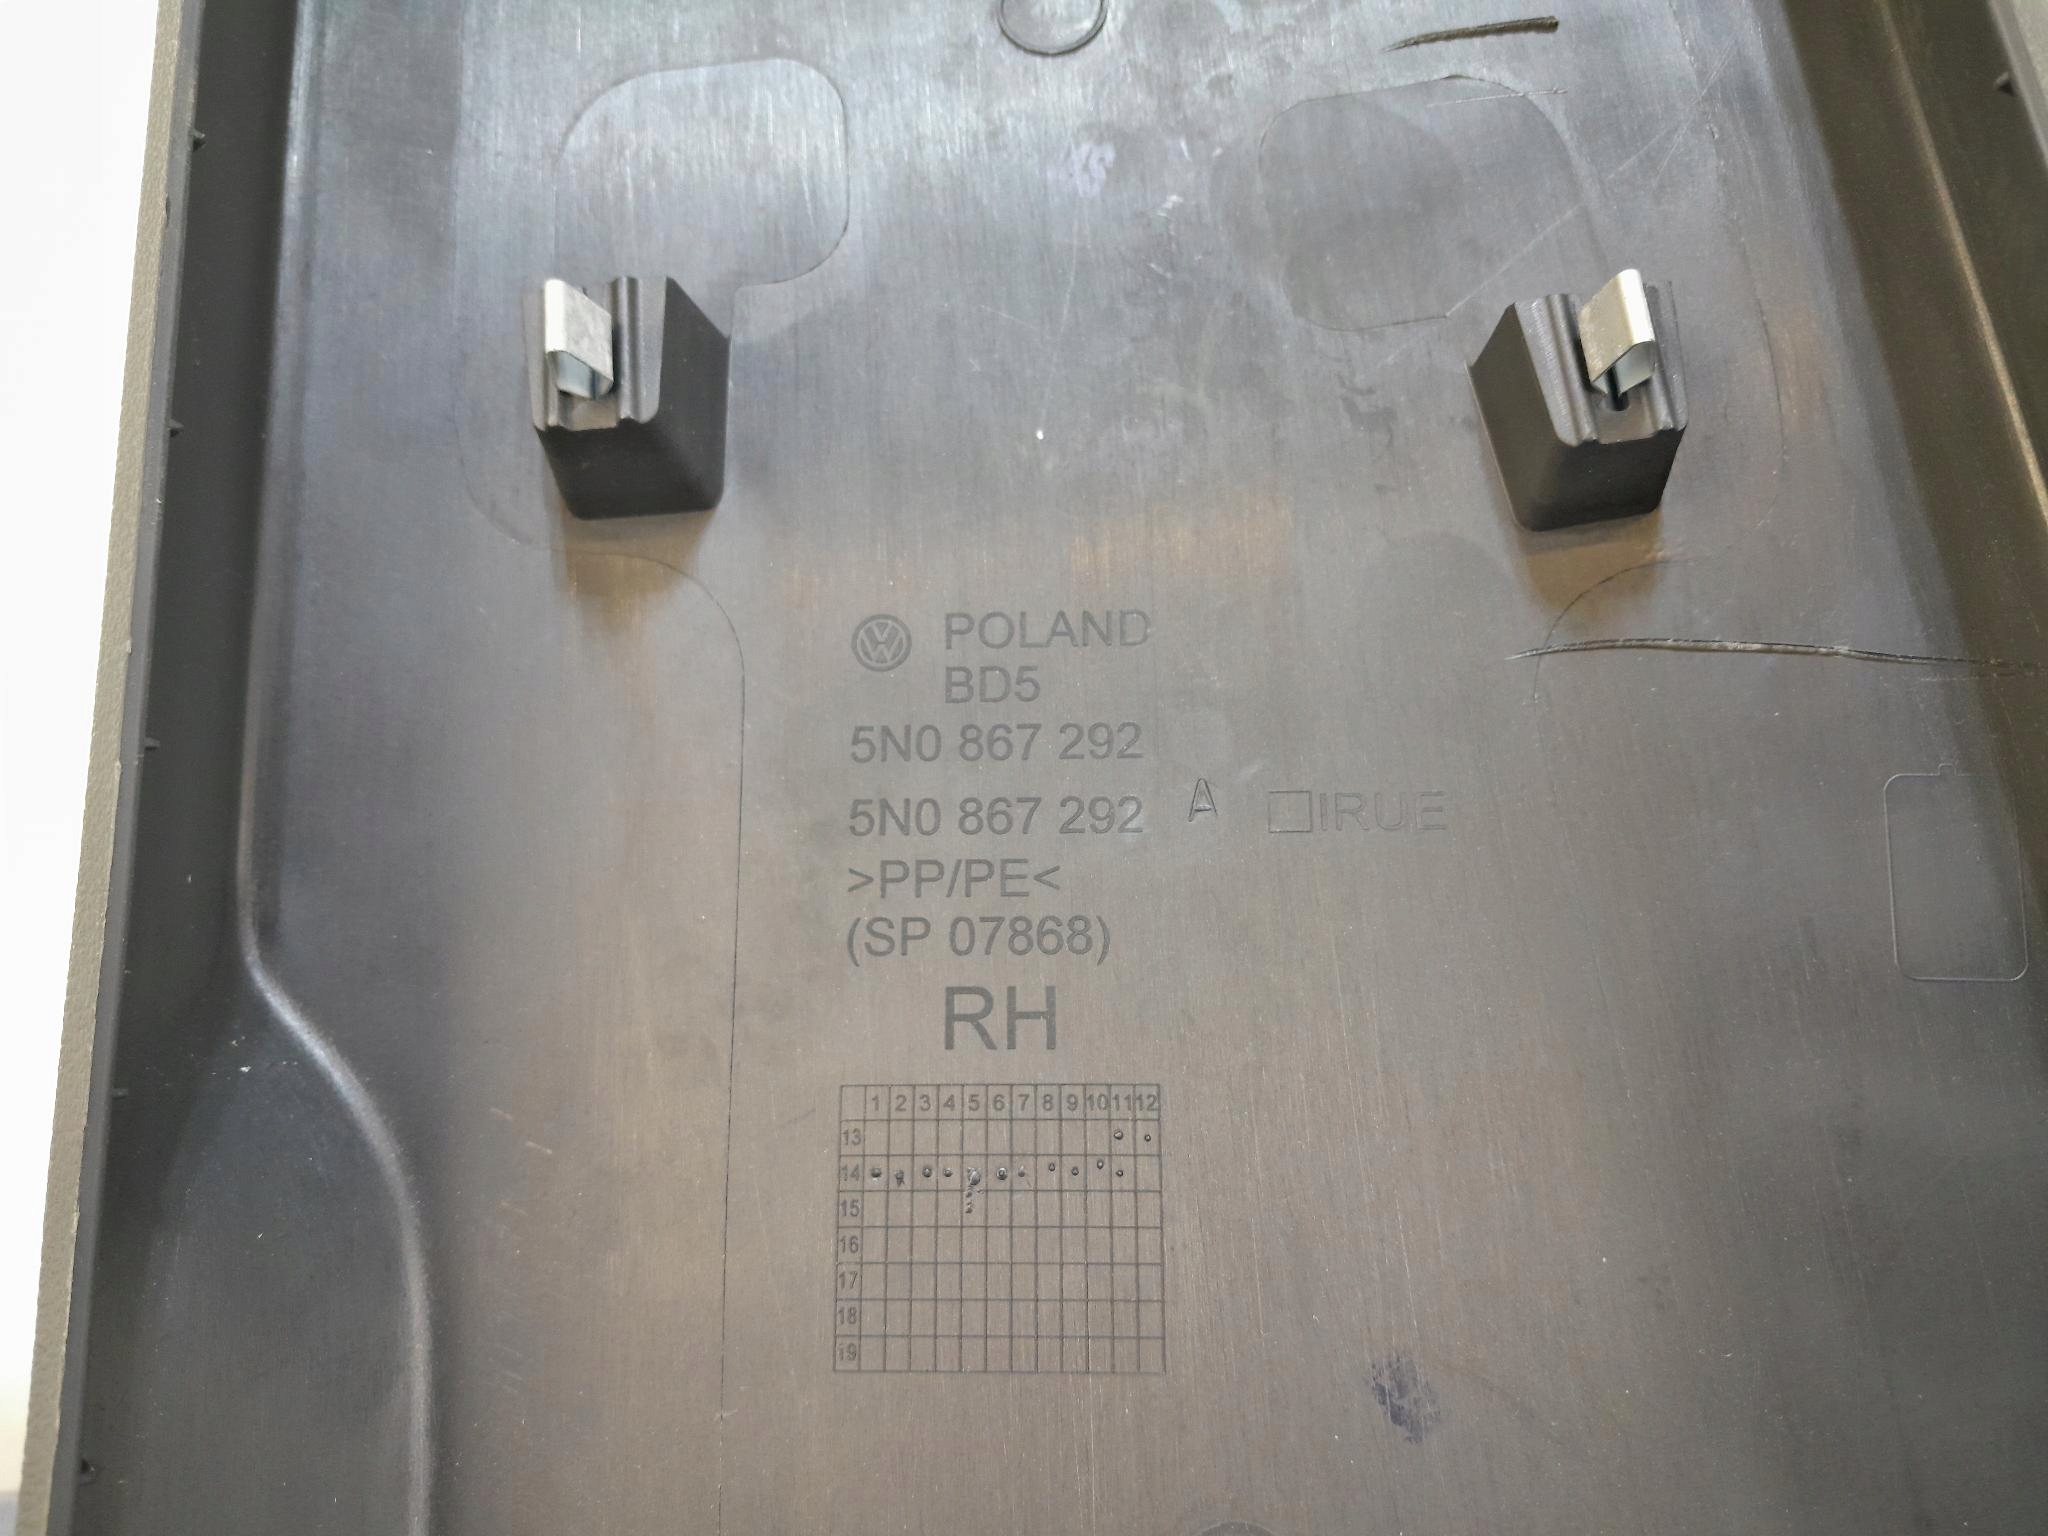 POLAND
BD5
5N0 867 292
5N0 867 292 A IRUE
>PP/PE<
(SP 07868)
RH
1 2 3 4 5 6 7 8 9 10 11 12
13
14
15
16
17
18
19